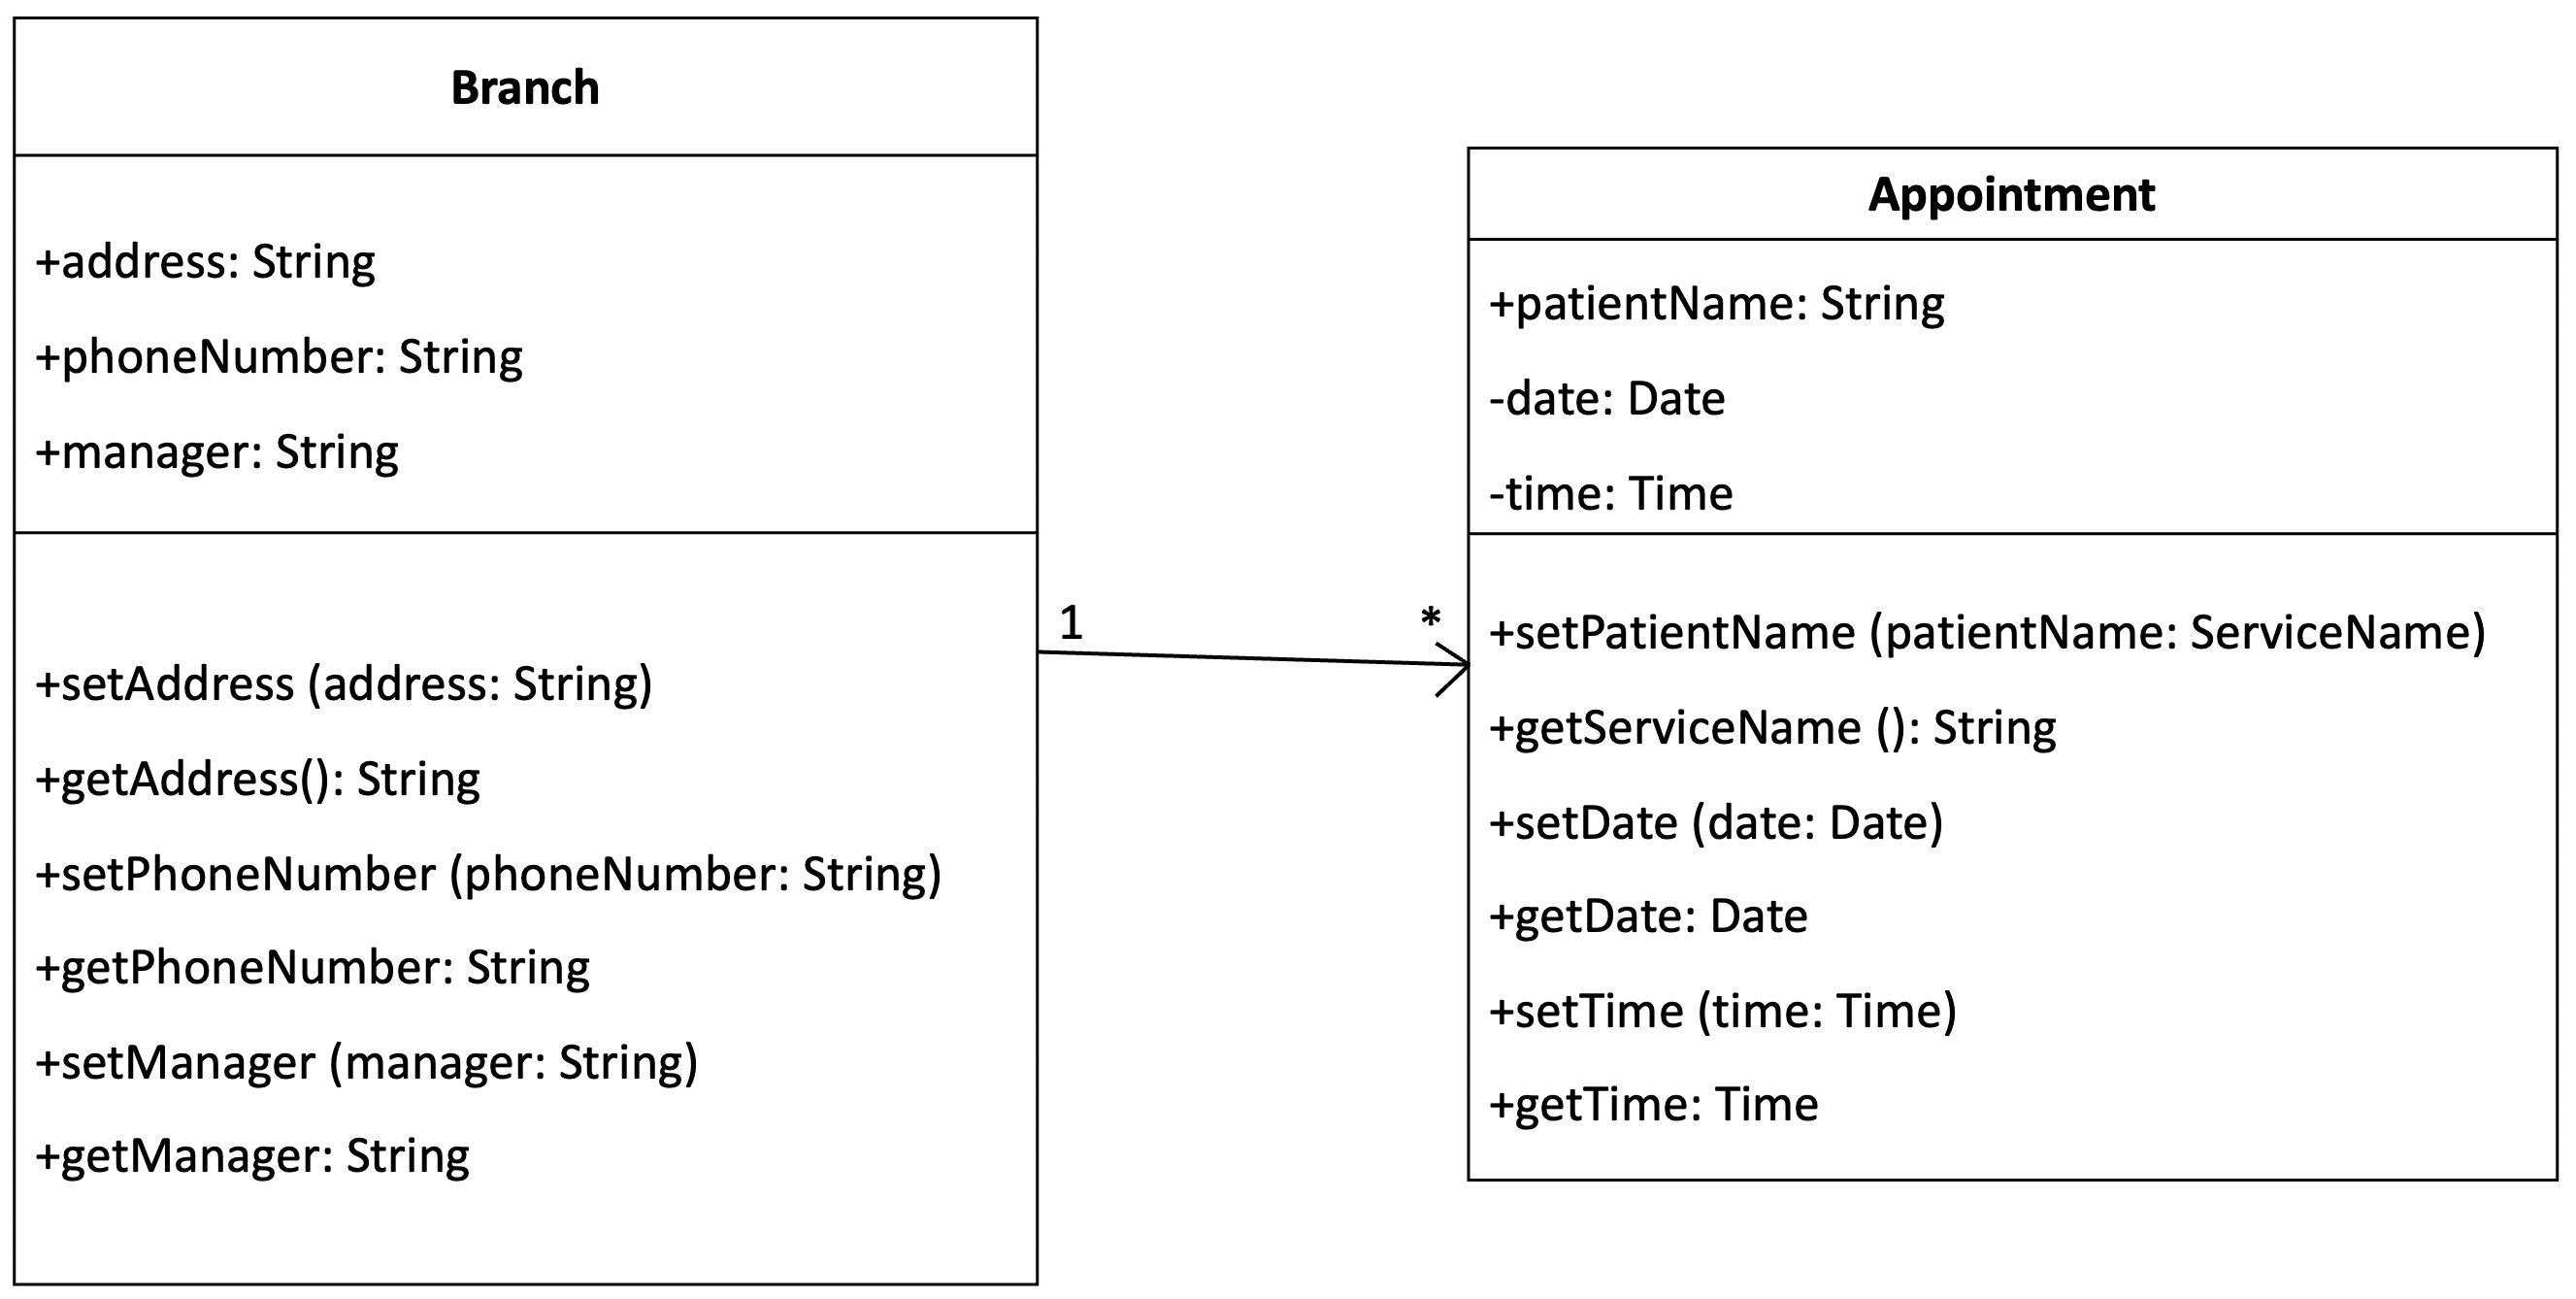 Branch
+address: String
+phoneNumber: String
+manager: String
+setAddress (address: String)
+getAddress(): String
+setPhoneNumber (phoneNumber: String)
+getPhoneNumber: String
+setManager (manager: String)
+getManager: String
1
*
Appointment
+patientName: String
-date: Date
-time: Time
+setPatientName (patientName: ServiceName)
+getServiceName (): String
+setDate (date: Date)
+getDate: Date
+setTime (time: Time)
+getTime: Time